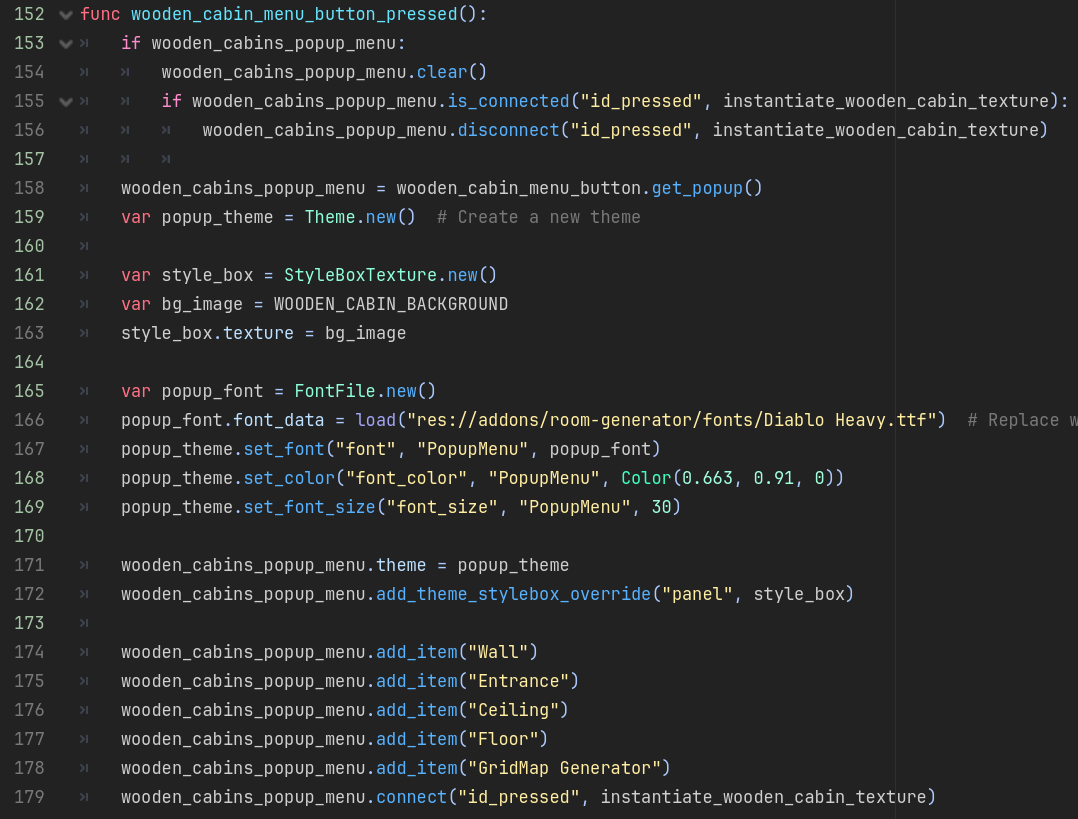 152 func wooden_cabin_menu_button_pressed():
153 if wooden_cabins_popup_menu:
154 wooden_cabins_popup_menu.clear()
155 if wooden_cabins_popup_menu.is_connected("id_pressed", instantiate_wooden_cabin_texture):
156 wooden_cabins_popup_menu.disconnect("id_pressed", instantiate_wooden_cabin_texture)
157
158 wooden_cabins_popup_menu = wooden_cabin_menu_button.get_popup()
159 var popup_theme = Theme.new()  # Create a new theme
160
161 var style_box = StyleBoxTexture.new()
162 var bg_image = WOODEN_CABIN_BACKGROUND
163 style_box.texture = bg_image
164
165 var popup_font = FontFile.new()
166 popup_font.font_data = load("res://addons/room-generator/fonts/Diablo Heavy.ttf")  # Replace w
167 popup_theme.set_font("font", "PopupMenu", popup_font)
168 popup_theme.set_color("font_color", "PopupMenu", Color(0.663, 0.91, 0))
169 popup_theme.set_font_size("font_size", "PopupMenu", 30)
170
171 wooden_cabins_popup_menu.theme = popup_theme
172 wooden_cabins_popup_menu.add_theme_stylebox_override("panel", style_box)
173
174 wooden_cabins_popup_menu.add_item("Wall")
175 wooden_cabins_popup_menu.add_item("Entrance")
176 wooden_cabins_popup_menu.add_item("Ceiling")
177 wooden_cabins_popup_menu.add_item("Floor")
178 wooden_cabins_popup_menu.add_item("GridMap Generator")
179 wooden_cabins_popup_menu.connect("id_pressed", instantiate_wooden_cabin_texture)